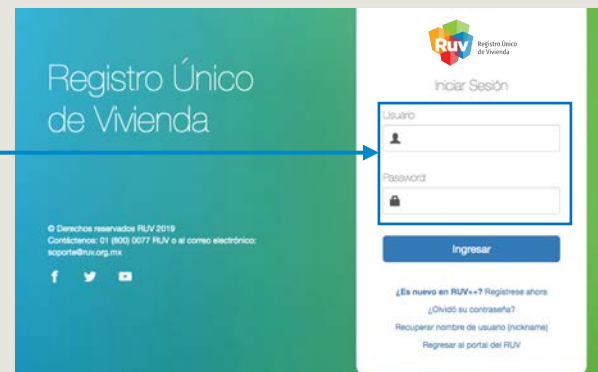 Registro Único
de Vivienda
© Derechos reservados RUV 2019
Contáctenos: 01 (800) 0077 RUV o al correo electrónico:
soporte@ruv.org.mx
RUV
Registro Único
de Vivienda
Iniciar Sesión
Usuario
Password
Ingresar
¿Es nuevo en RUV++? Regístrese ahora
¿Olvidó su contraseña?
Recuperar nombre de usuario (nickname)
Regresar al portal del RUV